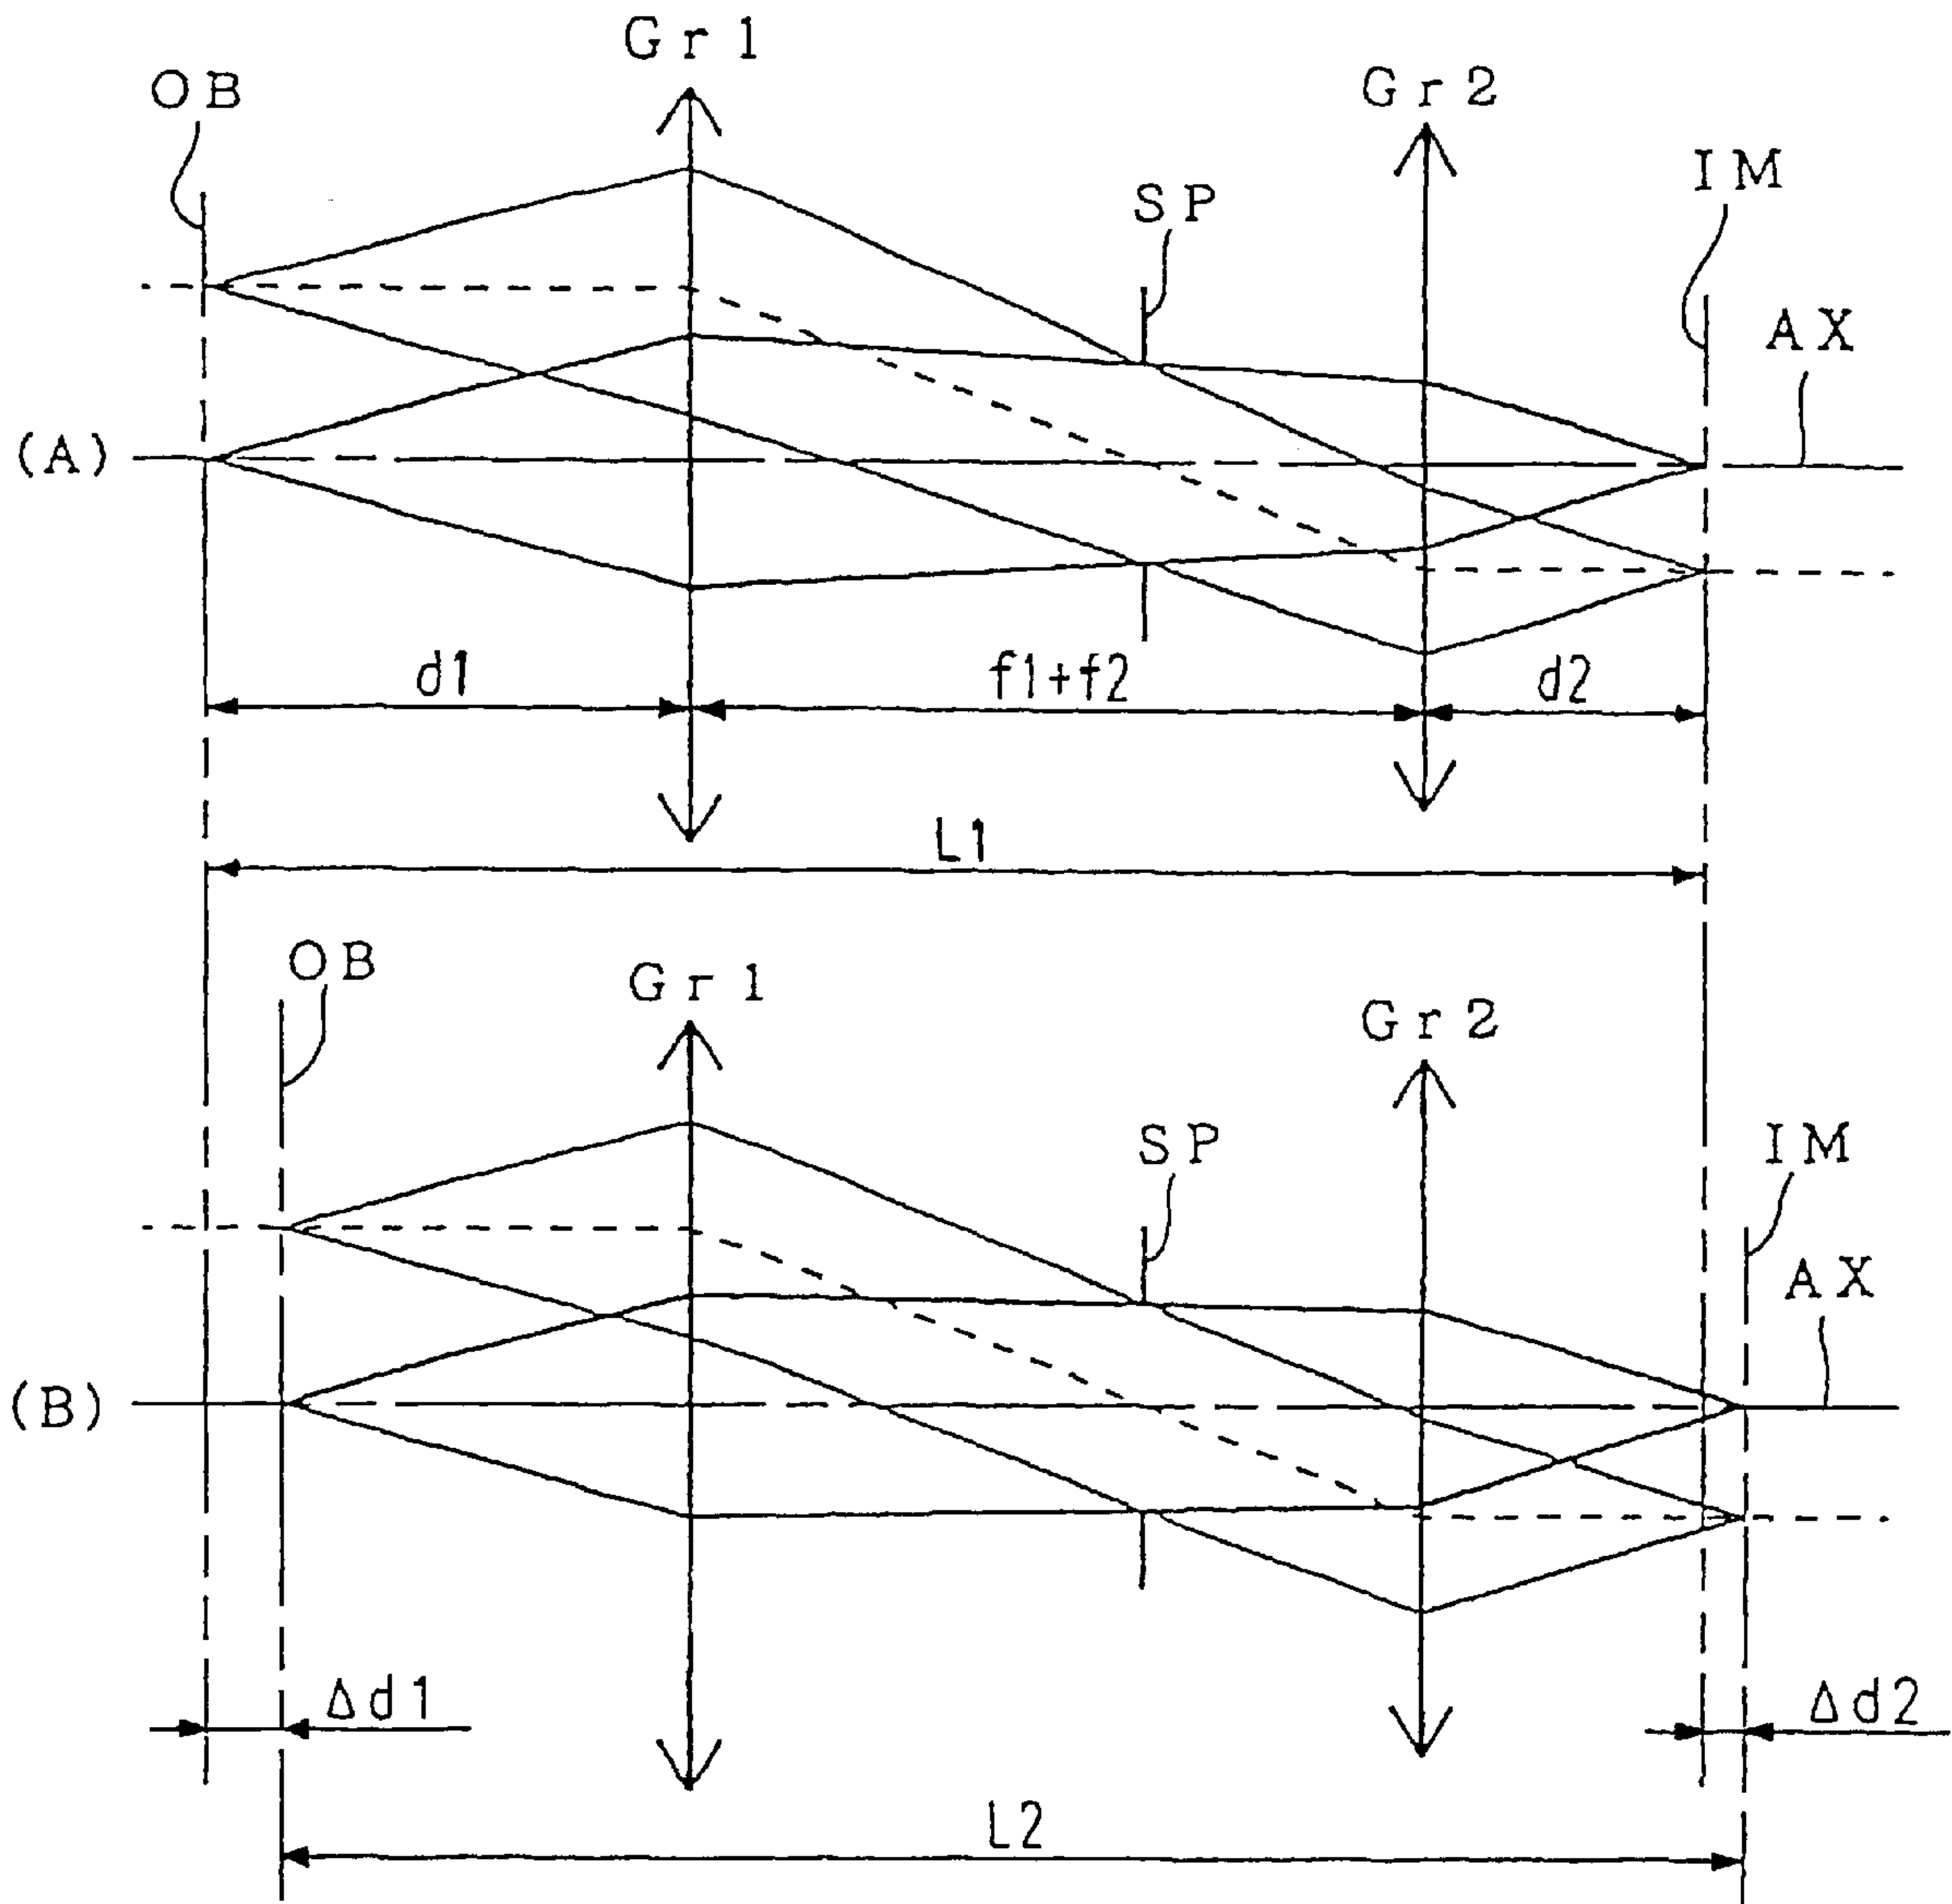 Gr1
OB
Gr2
IM
SP
AX
(A)
d1
f1+f2
d2
L1
OB
Gr1
Gr2
SP
IM
AX
(B)
Δd1
Δd2
L2